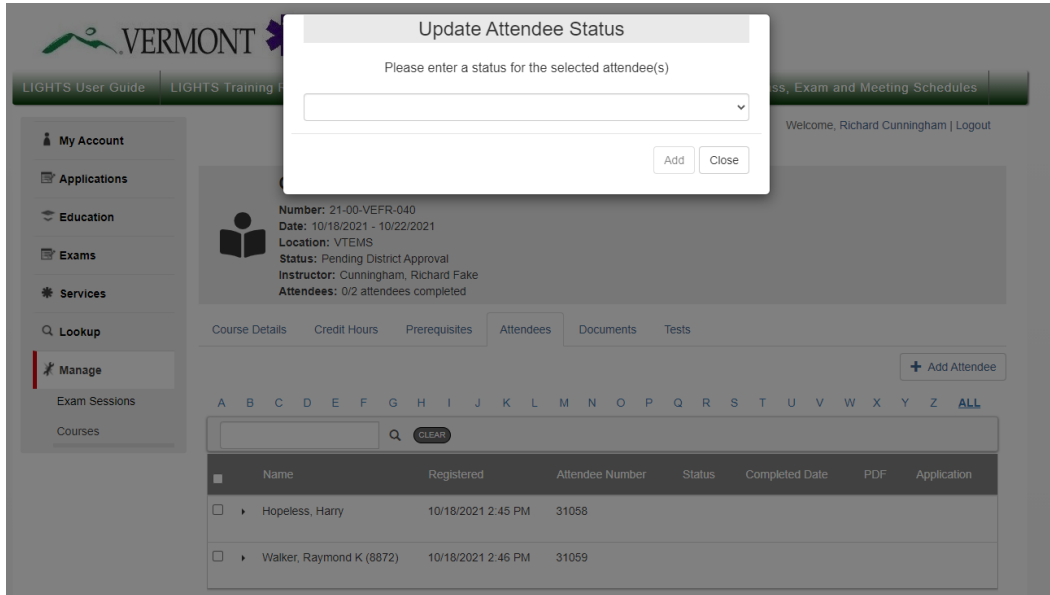 VERMONT
Update Attendee Status
Please enter a status for the selected attendee(s)
Add Close
LIGHTS User Guide LIGHTS Training Exam and Meeting Schedules
Welcome, Richard Cunningham | Logout
My Account
Applications
Education
Exams
Services
Lookup
Manage
Exam Sessions
Courses
Number: 21-00-VEFR-040
Date: 10/18/2021 - 10/22/2021
Location: VTEMS
Status: Pending District Approval
Instructor: Cunningham, Richard Fake
Attendees: 0/2 attendees completed
Course Details Credit Hours Prerequisites Attendees Documents Tests
+ Add Attendee
A B C D E F G H I J K L M N O P Q R S T U V W X Y Z ALL
CLEAR
Name Registered Attendee Number Status Completed Date PDF Application
Hopeless, Harry 10/18/2021 2:45 PM 31058
Walker, Raymond K (8872) 10/18/2021 2:46 PM 31059